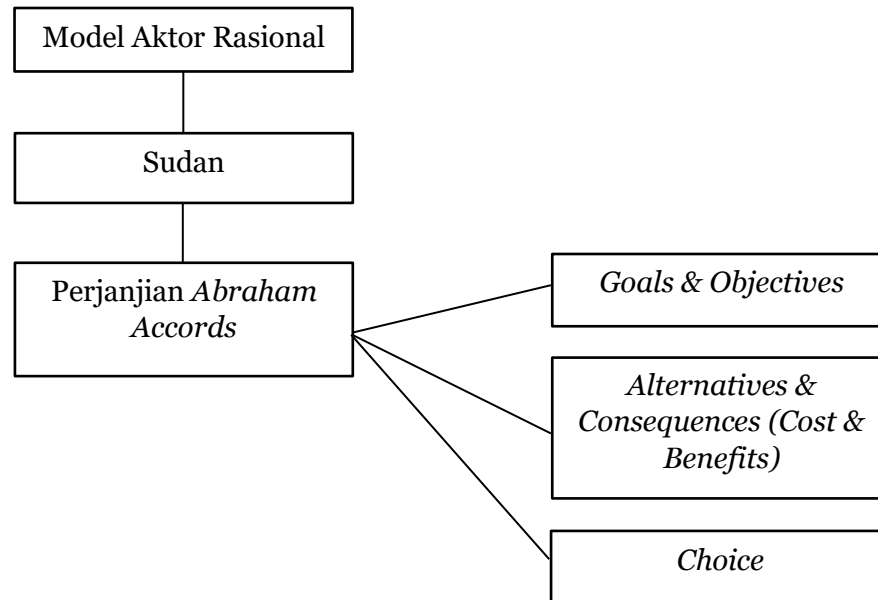 Model Aktor Rasional
Sudan
Perjanjian Abraham
Accords
Goals & Objectives
Alternatives &
Consequences (Cost &
Benefits)
Choice